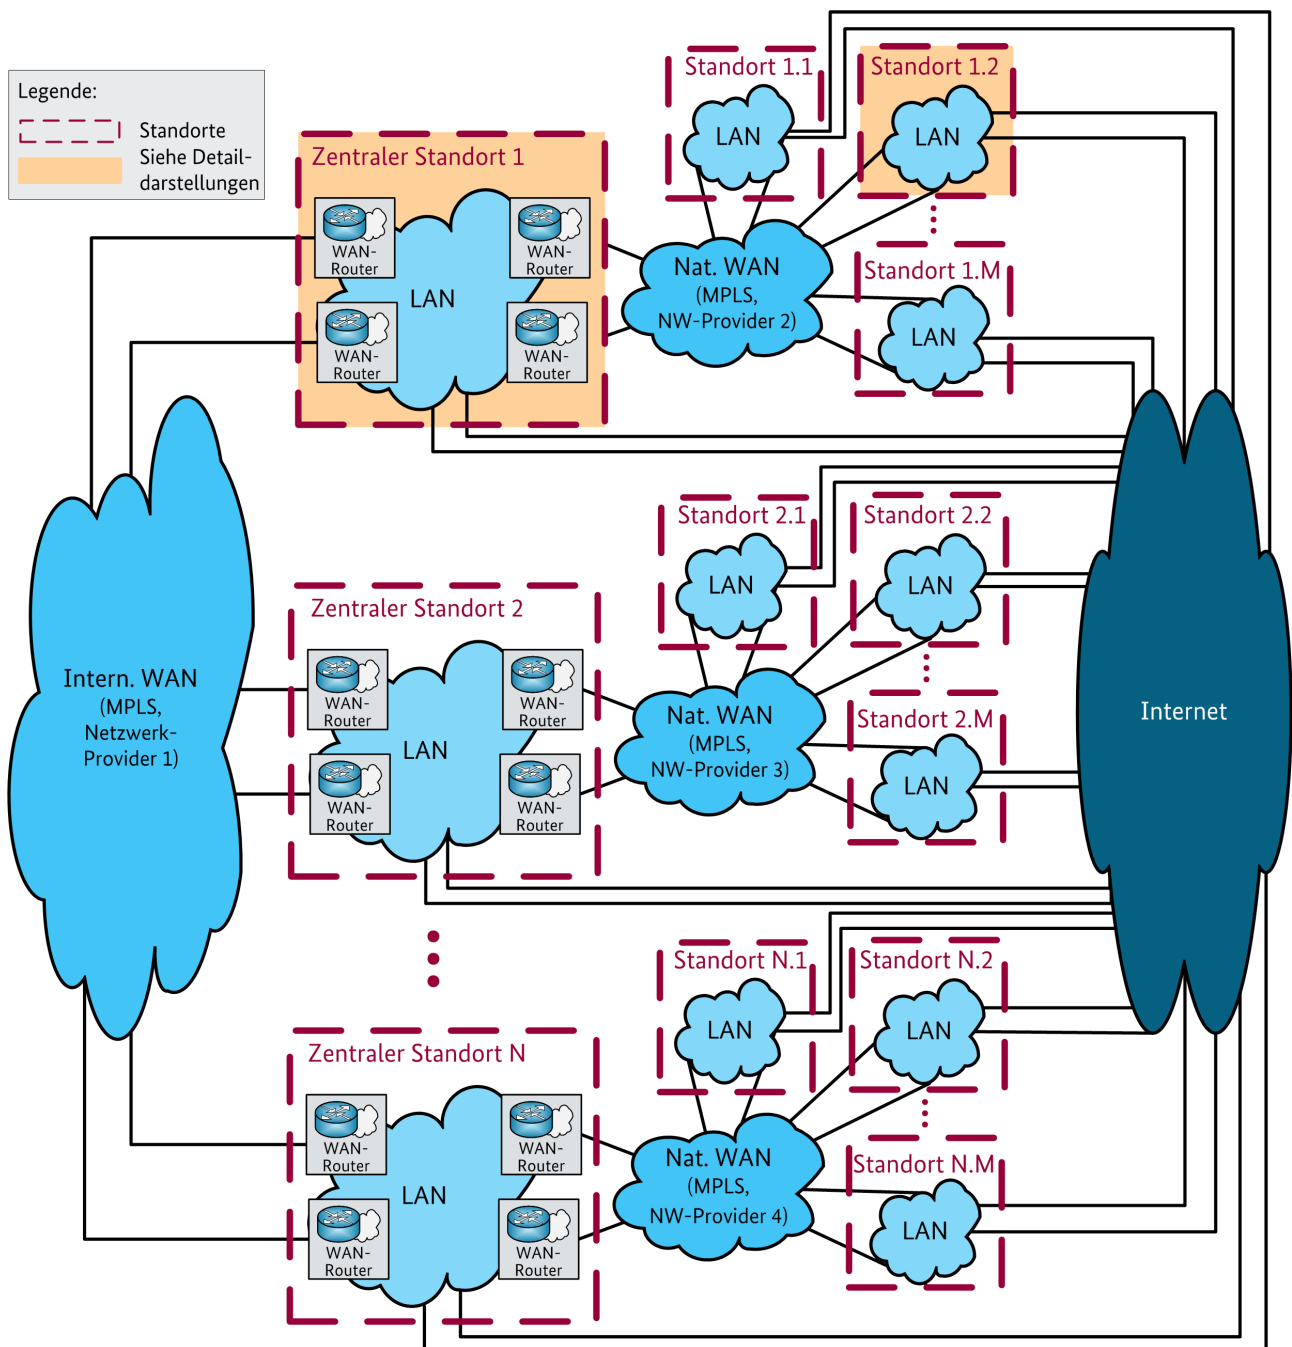 Legende:
Standorte
Siehe Detail-
darstellungen
Zentraler Standort 1
WAN-
Router
WAN-
Router
LAN
WAN-
Router
WAN-
Router
Standort 1.1
LAN
Standort 1.2
LAN
Nat. WAN
(MPLS,
NW-Provider 2)
Standort 1.M
LAN
Intern. WAN
(MPLS,
Netzwerk-
Provider 1)
Zentraler Standort 2
WAN-
Router
WAN-
Router
LAN
WAN-
Router
WAN-
Router
Standort 2.1
LAN
Standort 2.2
LAN
Nat. WAN
(MPLS,
NW-Provider 3)
Standort 2.M
LAN
Internet
Zentraler Standort N
WAN-
Router
WAN-
Router
LAN
WAN-
Router
WAN-
Router
Standort N.1
LAN
Standort N.2
LAN
Nat. WAN
(MPLS,
NW-Provider 4)
Standort N.M
LAN